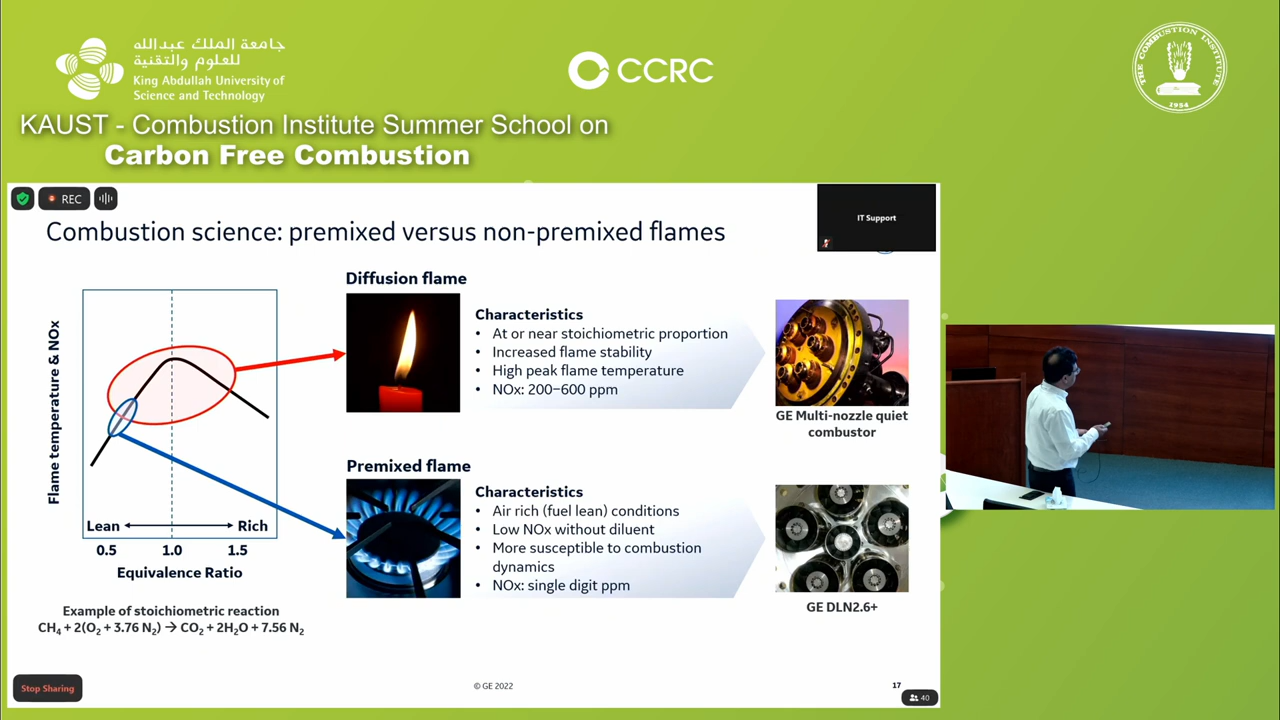 جامعة الملك عبدالله
للعلوم والتقنية
King Abdullah University of
Science and Technology
CCRC
THE COMBUSTION INSTITUTE
1954
KAUST - Combustion Institute Summer School on
Carbon Free Combustion
REC
IT Support
Combustion science: premixed versus non-premixed flames
Flame temperature & NOx
Lean
Rich
0.5 1.0 1.5
Equivalence Ratio
Example of stoichiometric reaction
CH₄ + 2(O₂ + 3.76 N₂) → CO₂ + 2H₂O + 7.56 N₂
Diffusion flame
Characteristics
• At or near stoichiometric proportion
• Increased flame stability
• High peak flame temperature
• NOx: 200–600 ppm
GE Multi-nozzle quiet
combustor
Premixed flame
Characteristics
• Air rich (fuel lean) conditions
• Low NOx without diluent
• More susceptible to combustion
dynamics
• NOx: single digit ppm
GE DLN2.6+
Stop Sharing
© GE 2022
17
40